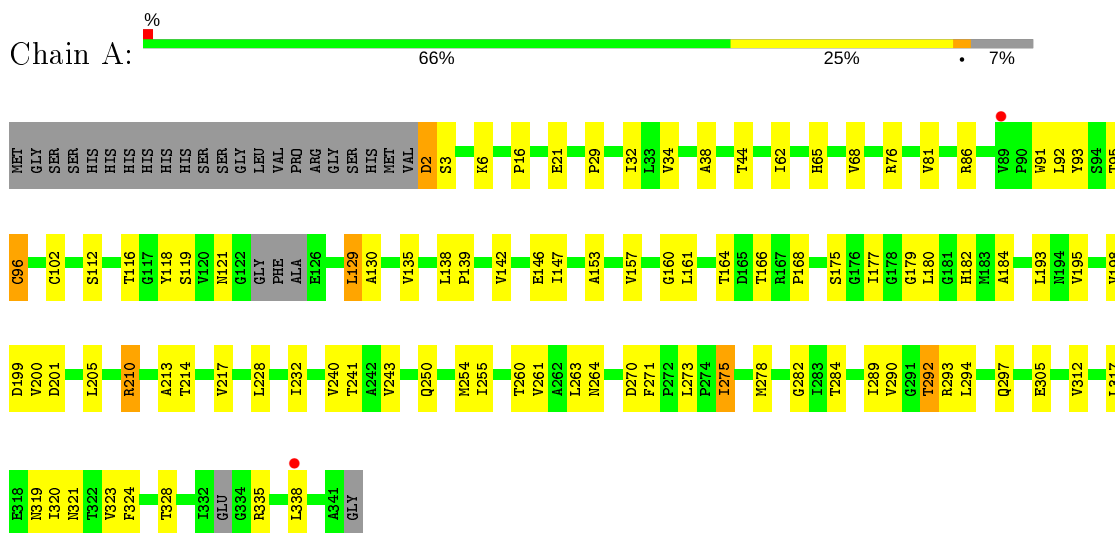 %
Chain A:
66% 25% • 7%
MET GLY SER SER HIS HIS HIS HIS HIS HIS SER SER GLY LEU VAL PRO ARG GLY SER HIS MET VAL D2 S3 K6 P16 E21 P29 I32 L33 V34 A38 T44 I62 H65 V68 R76 V81 R86 V89 P90 W91 L92 Y93 S94 T95
C96 C102 S112 T116 G117 Y118 S119 V120 N121 G122 GLY PHE ALA E126 L129 A130 V135 L138 P139 V142 E146 I147 A153 V157 G160 L161 T164 D165 T166 R167 P168 S175 G176 I177 G178 G179 L180 G181 H182 M183 A184 L193 N194 V195 V198
D199 V200 D201 L205 R210 A213 T214 V217 L228 I232 V240 T241 A242 V243 Q250 M254 I255 T260 V261 A262 L263 N264 D270 F271 P272 L273 P274 I275 M278 G282 I283 T284 I289 V290 G291 T292 R293 L294 Q297 E305 V312 L317
E318 N319 I320 N321 T322 V323 F324 T328 I332 GLU G334 R335 L338 A341 GLY